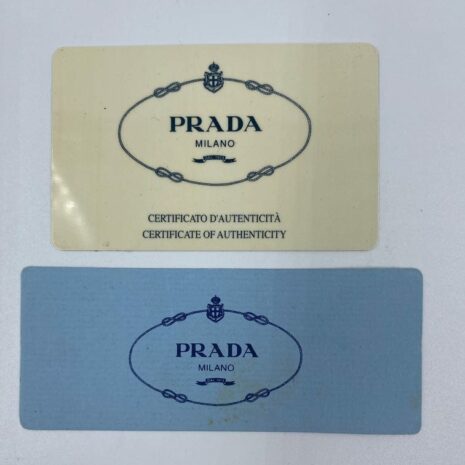 PRADA
MILANO
CERTIFICATO D'AUTENTICITÀ
CERTIFICATE OF AUTHENTICITY
PRADA
MILANO